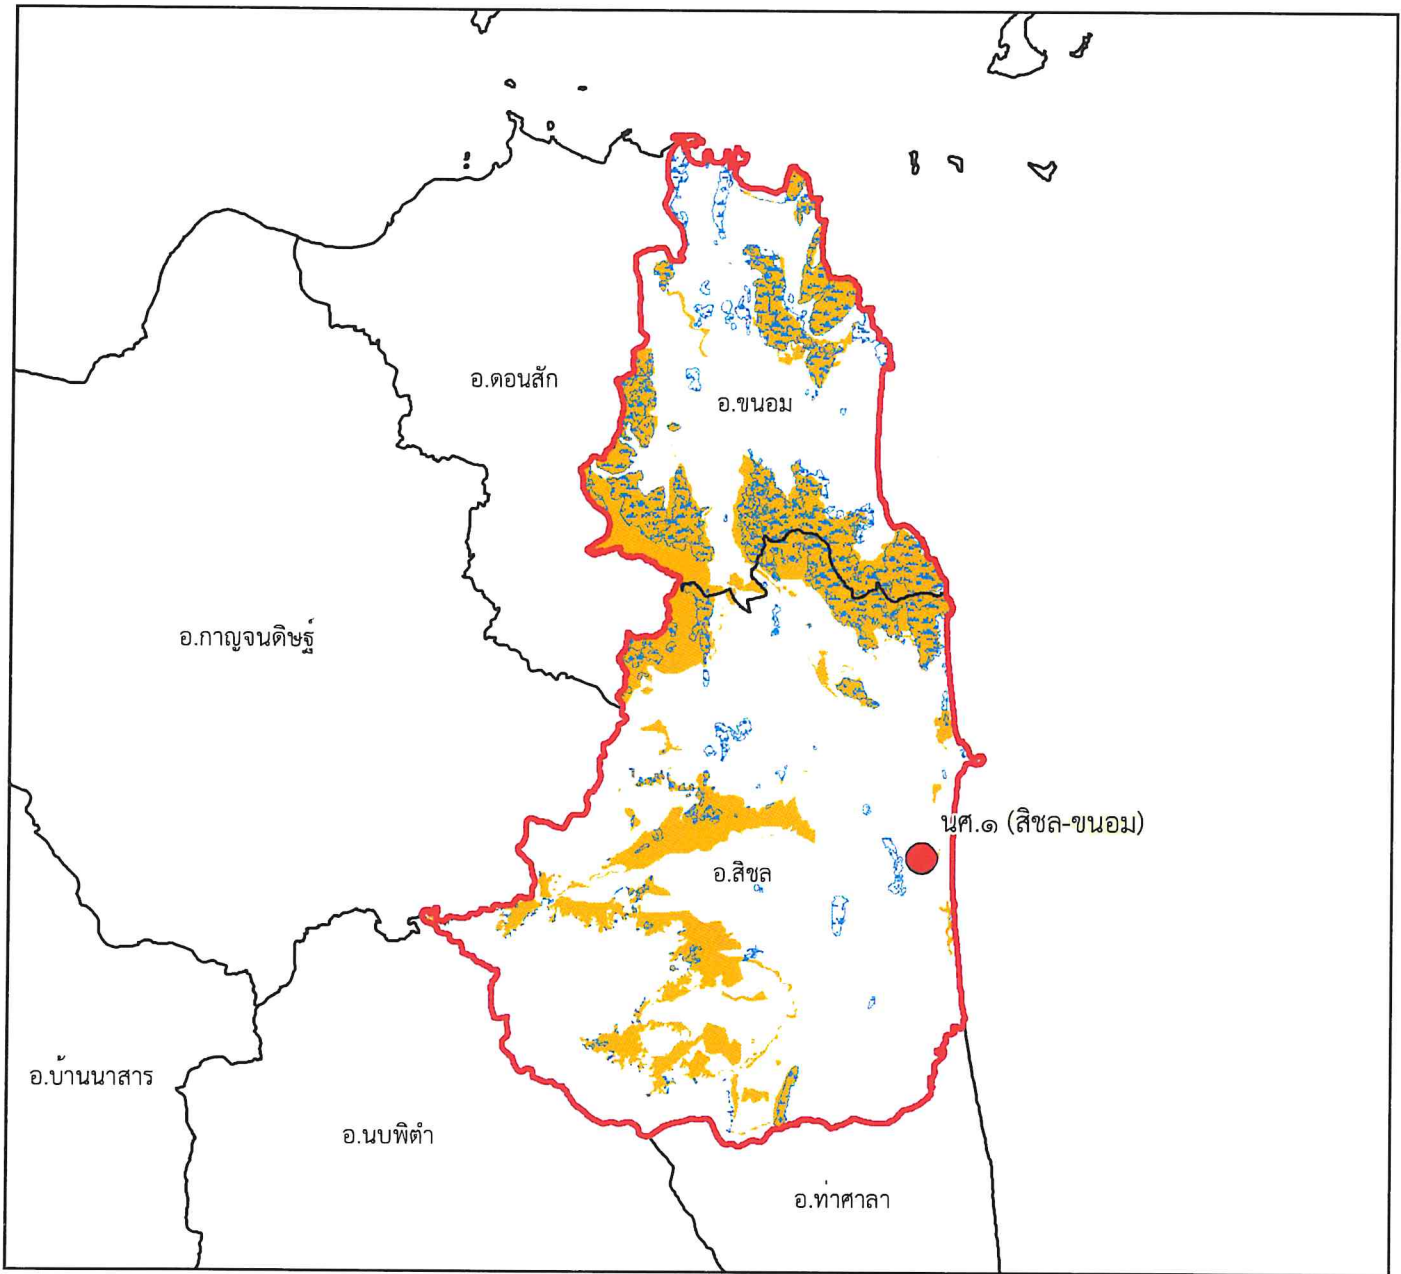 อ.ดอนสัก
อ.ขนอม
อ.กาญจนดิษฐ์
นศ.๑ (สิชล-ขนอม)
อ.สิชล
อ.บ้านนาสาร
อ.นบพิตำ
อ.ท่าศาลา